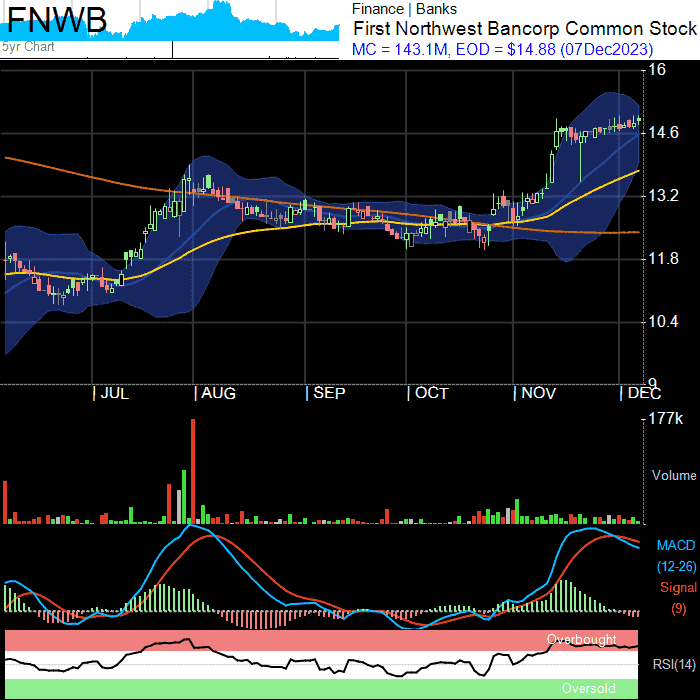 FNWB
5yr Chart
Finance | Banks
First Northwest Bancorp Common Stock
MC = 143.1M, EOD = $14.88 (07Dec2023)
16
14.6
13.2
11.8
10.4
9
| JUL | AUG | SEP | OCT | NOV | DEC
177k
Volume
MACD
(12-26)
Signal
(9)
Overbought
RSI(14)
Oversold